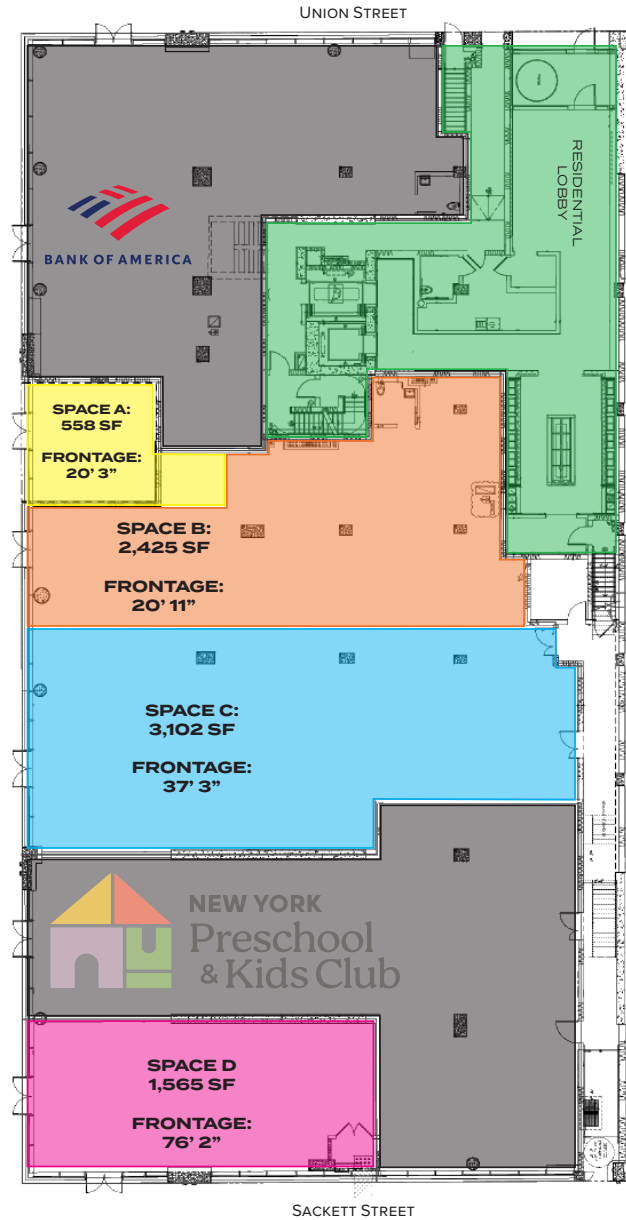 UNION STREET
RESIDENTIAL
LOBBY
BANK OF AMERICA
SPACE A:
558 SF
FRONTAGE:
20' 3”
SPACE B:
2,425 SF
FRONTAGE:
20' 11”
SPACE C:
3,102 SF
FRONTAGE:
37' 3”
NEW YORK
Preschool
& Kids Club
SPACE D
1,565 SF
FRONTAGE:
76' 2”
SACKETT STREET